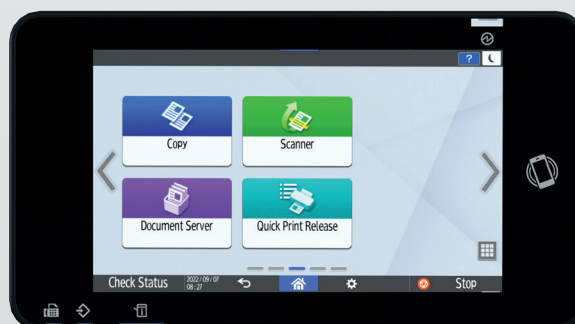 ?
Copy
Scanner
Document Server
Quick Print Release
Check Status
2022/09/07
08:27
Stop